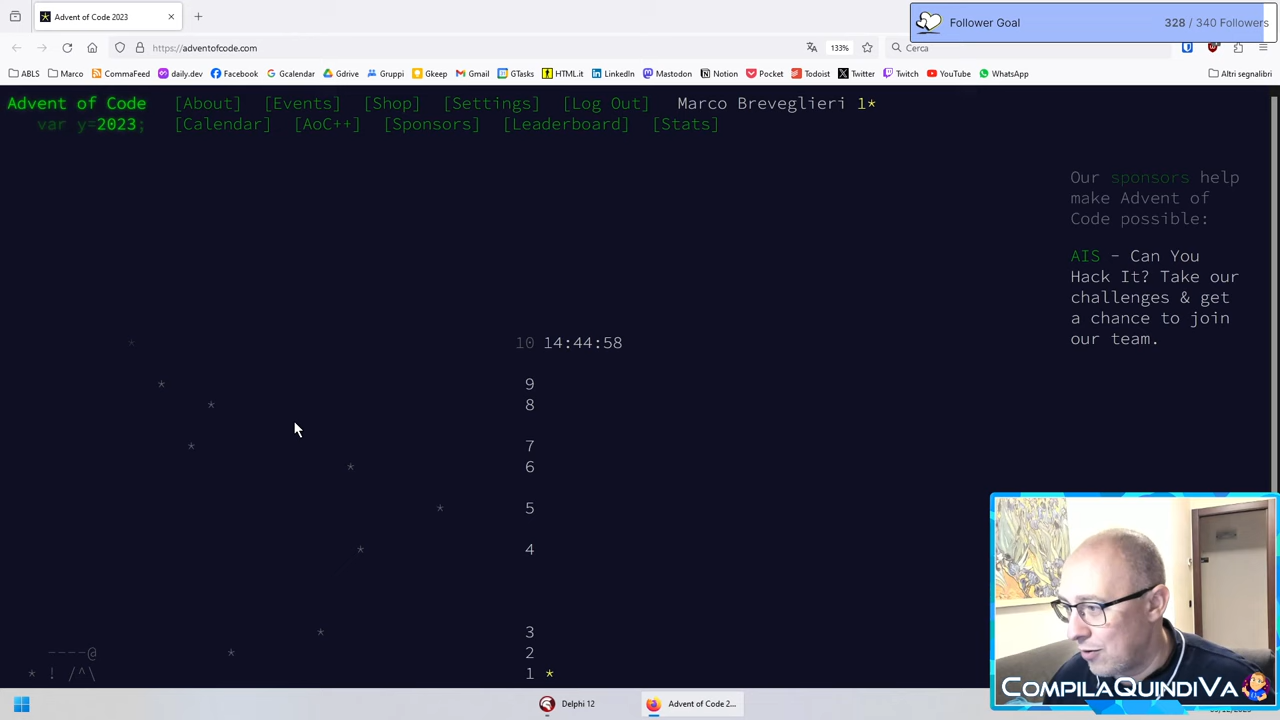 Advent of Code 2023
Follower Goal
328 / 340 Followers
https://adventofcode.com
133%
Cerca
ABLS
Marco
CommaFeed
daily.dev
Facebook
Gcalendar
Gdrive
Gruppi
Gkeep
Gmail
GTasks
HTML.it
LinkedIn
Mastodon
Notion
Pocket
Todoist
Twitter
Twitch
YouTube
WhatsApp
Altri segnalibri
Advent of Code [About] [Events] [Shop] [Settings] [Log Out] Marco Breveglieri 1*
var y=2023; [Calendar] [AoC++] [Sponsors] [Leaderboard] [Stats]
Our sponsors help
make Advent of
Code possible:
AIS - Can You
Hack It? Take our
challenges & get
a chance to join
our team.
* 10 14:44:58
* 9
* 8
* 7
* 6
* 5
* 4
* 3
----@ * 2
* ! /^\ 1 *
CompilaQuindiVa
Delphi 12
Advent of Code 2...